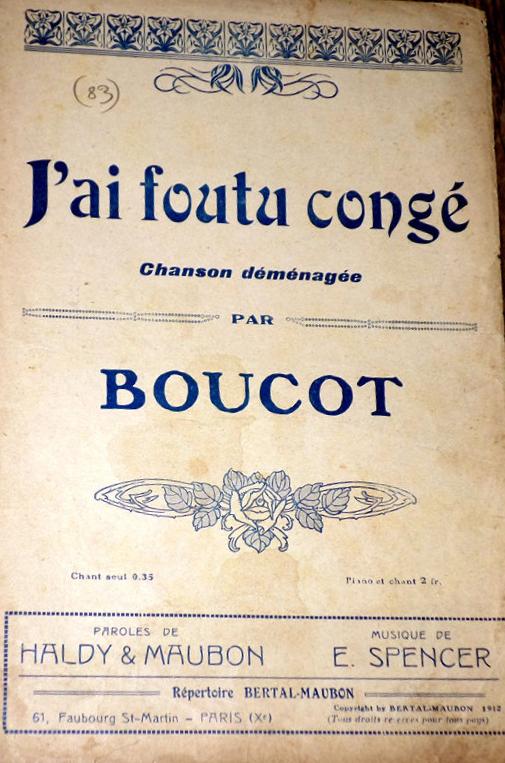 (83)
J'ai foutu congé
Chanson déménagée
PAR
BOUCOT
Chant seul 0.35
Piano et chant 2 fr.
PAROLES DE
HALDY & MAUBON
MUSIQUE DE
E. SPENCER
Répertoire BERTAL-MAUBON
61, Faubourg St-Martin – PARIS (Xe)
Copyright by BERTAL-MAUBON 1912
(Tous droits reservés pour tous pays)